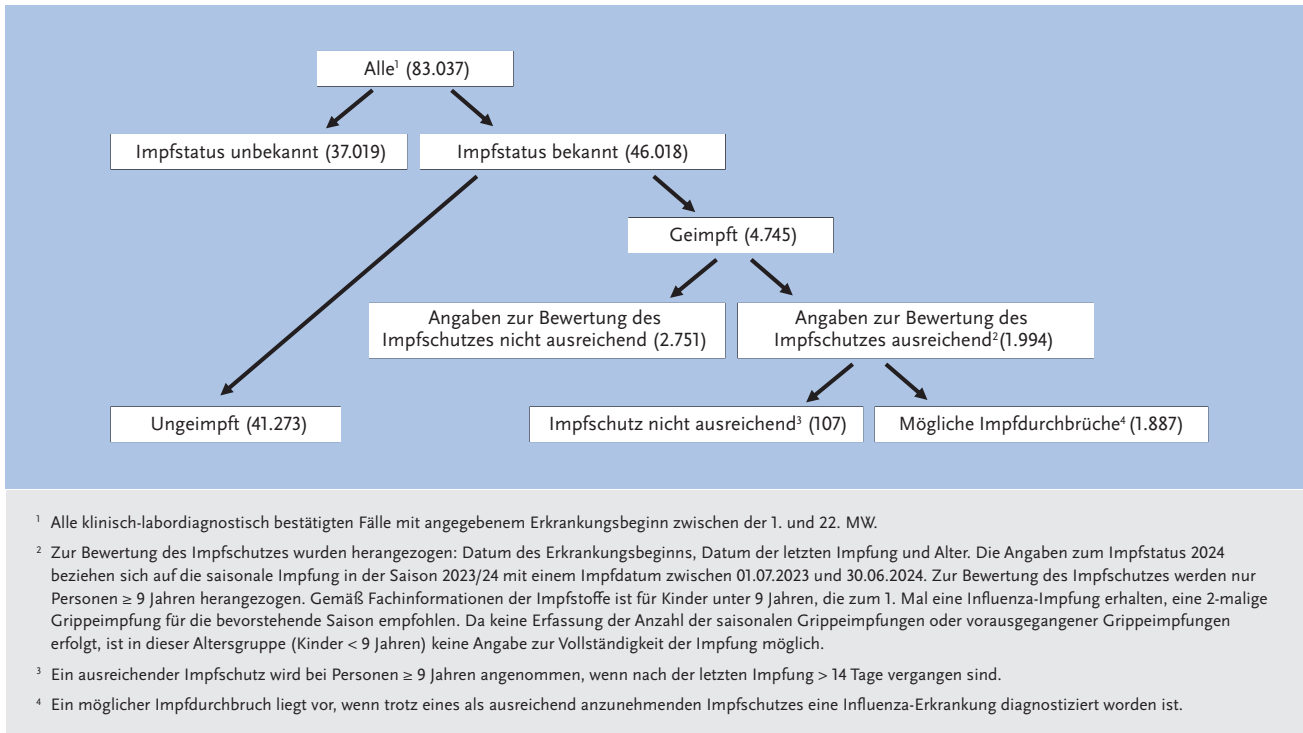 Alle¹ (83.037)
Impfstatus unbekannt (37.019)
Impfstatus bekannt (46.018)
Geimpft (4.745)
Angaben zur Bewertung des
Impfschutzes nicht ausreichend (2.751)
Angaben zur Bewertung des
Impfschutzes ausreichend²(1.994)
Ungeimpft (41.273)
Impfschutz nicht ausreichend³ (107)
Mögliche Impfdurchbrüche⁴ (1.887)
¹ Alle klinisch-labordiagnostisch bestätigten Fälle mit angegebenem Erkrankungsbeginn zwischen der 1. und 22. MW.
² Zur Bewertung des Impfschutzes wurden herangezogen: Datum des Erkrankungsbeginns, Datum der letzten Impfung und Alter. Die Angaben zum Impfstatus 2024
beziehen sich auf die saisonale Impfung in der Saison 2023/24 mit einem Impfdatum zwischen 01.07.2023 und 30.06.2024. Zur Bewertung des Impfschutzes werden nur
Personen ≥ 9 Jahren herangezogen. Gemäß Fachinformationen der Impfstoffe ist für Kinder unter 9 Jahren, die zum 1. Mal eine Influenza-Impfung erhalten, eine 2-malige
Grippeimpfung für die bevorstehende Saison empfohlen. Da keine Erfassung der Anzahl der saisonalen Grippeimpfungen oder vorausgegangener Grippeimpfungen
erfolgt, ist in dieser Altersgruppe (Kinder < 9 Jahren) keine Angabe zur Vollständigkeit der Impfung möglich.
³ Ein ausreichender Impfschutz wird bei Personen ≥ 9 Jahren angenommen, wenn nach der letzten Impfung > 14 Tage vergangen sind.
⁴ Ein möglicher Impfdurchbruch liegt vor, wenn trotz eines als ausreichend anzunehmenden Impfschutzes eine Influenza-Erkrankung diagnostiziert worden ist.